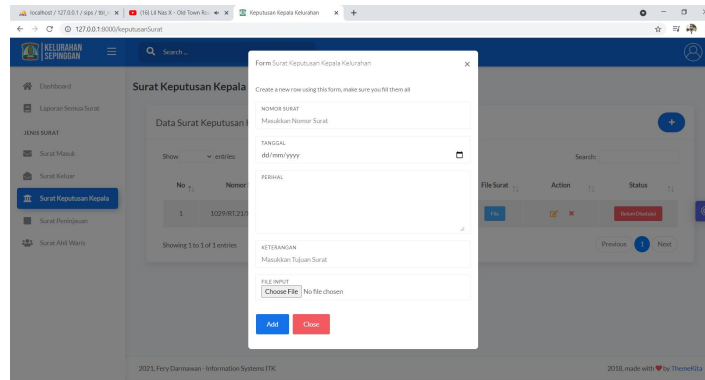 localhost / 127.0.0.1 / sips / tbl_
(16) Lil Nas X - Old Town Ro
Keputusan Kepala Kelurahan
127.0.0.1:8000/keputusanSurat
KELURAHAN
SEPINGGAN
Search ...
Dashboard
Laporan Semua Surat
JENIS SURAT
Surat Masuk
Surat Keluar
Surat Keputusan Kepala
Surat Peninjauan
Surat Ahli Waris
Surat Keputusan Kepala
Data Surat Keputusan
Show entries
Search:
No
Nomor
File Surat
Action
Status
1
1029/RT.21/
File
Showing 1 to 1 of 1 entries
Previous 1 Next
Form Surat Keputusan Kepala Kelurahan
Create a new row using this form, make sure you fill them all
NOMOR SURAT
Masukkan Nomor Surat
TANGGAL
dd/mm/yyyy
PERIHAL
KETERANGAN
Masukkan Tujuan Surat
FILE INPUT
Choose File No file chosen
Add
Close
2021, Fery Darmawan - Information Systems ITK
2018, made with ❤ by ThemeKita